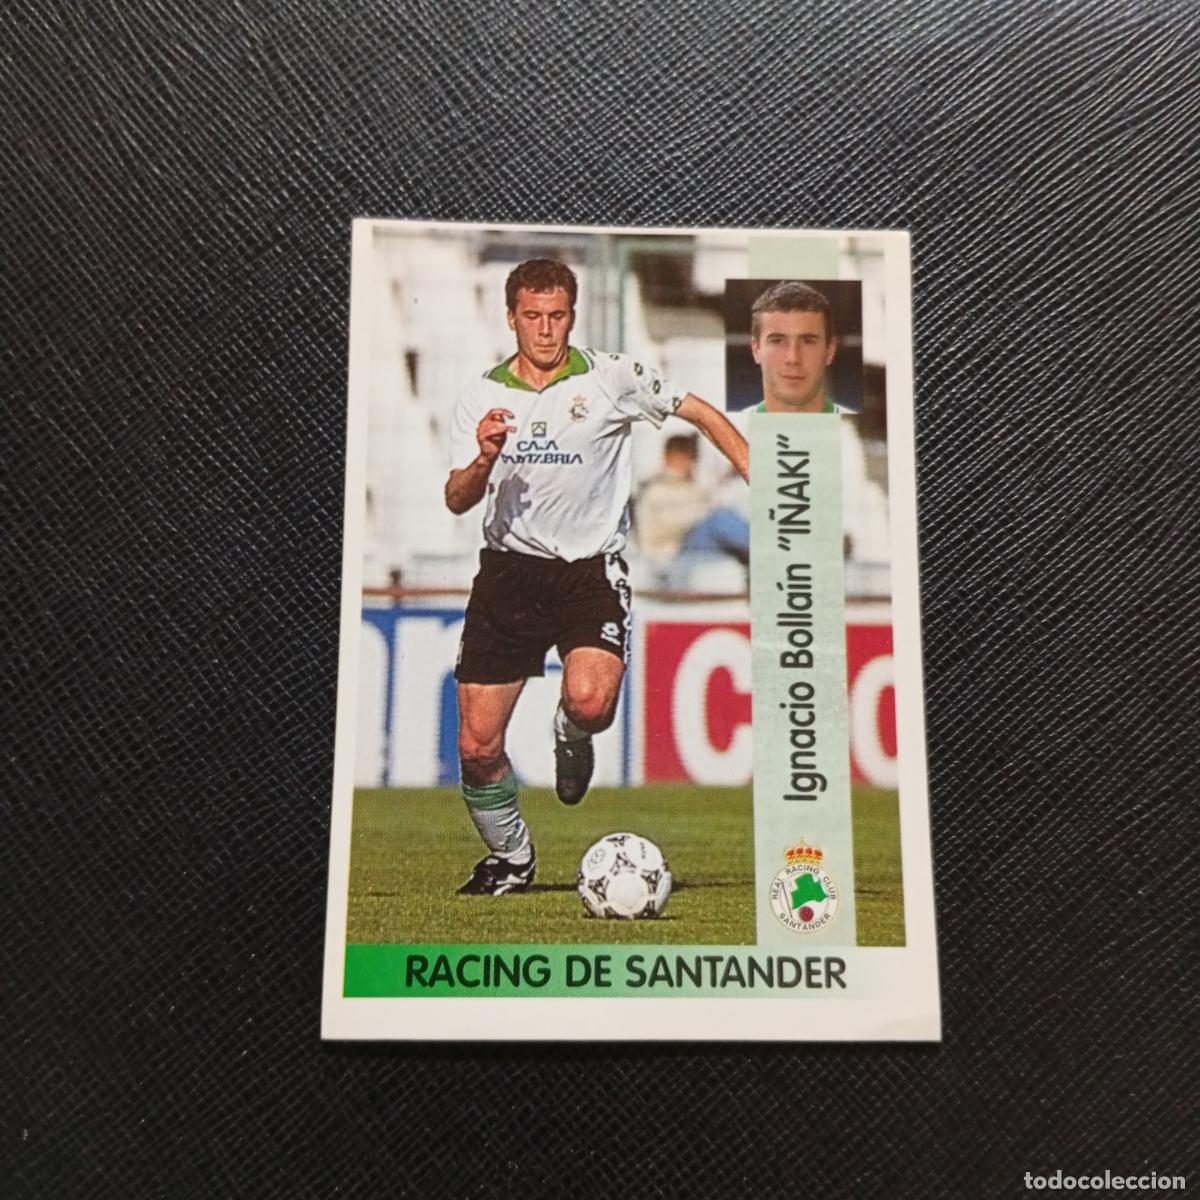 CAJA
CANTABRIA
Ignacio Bollaín "IÑAKI"
REAL RACING CLUB
SANTANDER
RACING DE SANTANDER
todocoleccion